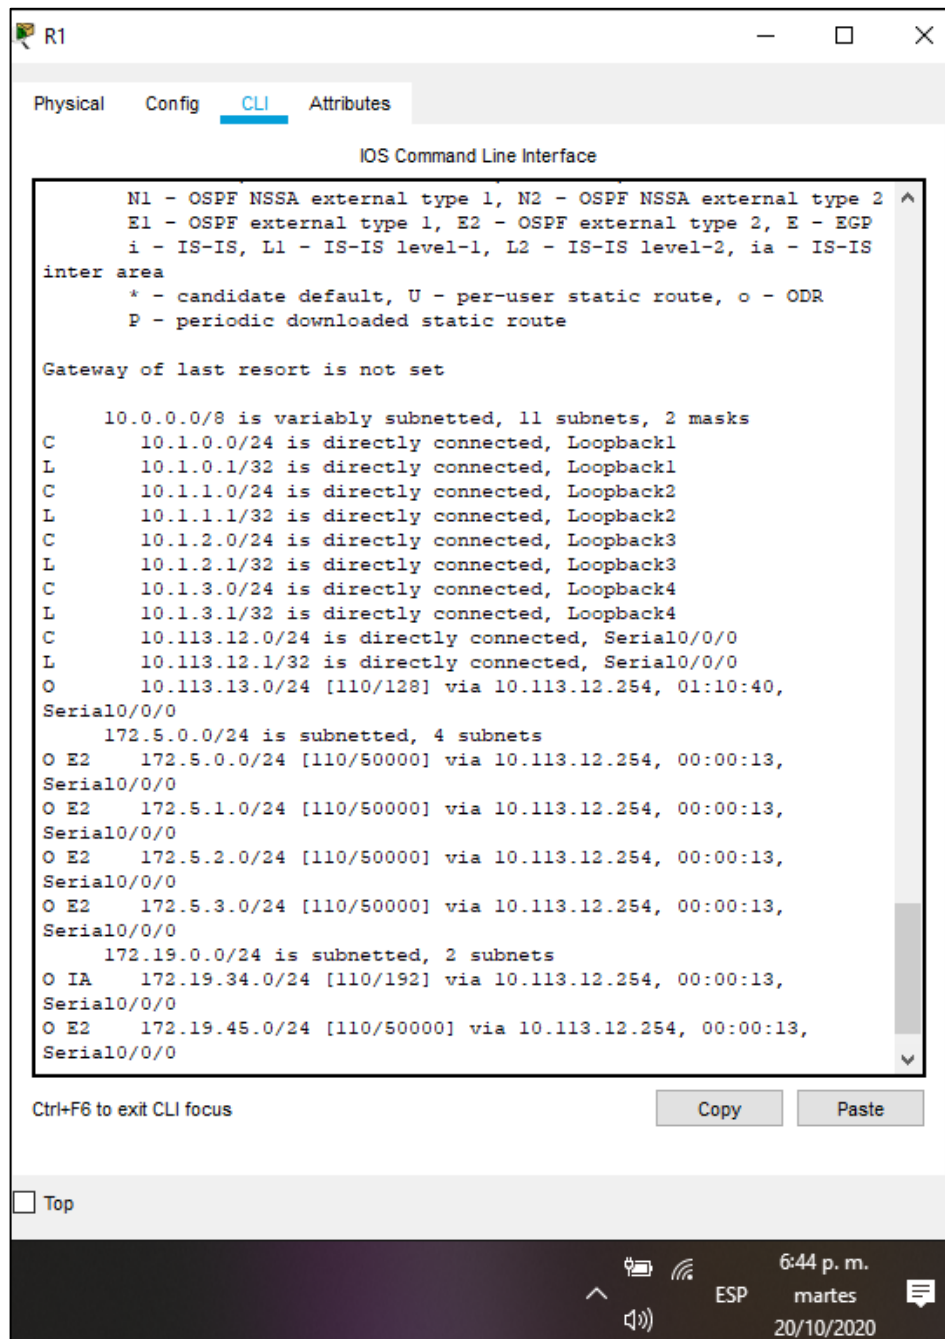 R1
Physical Config CLI Attributes
IOS Command Line Interface
N1 - OSPF NSSA external type 1, N2 - OSPF NSSA external type 2
E1 - OSPF external type 1, E2 - OSPF external type 2, E - EGP
i - IS-IS, L1 - IS-IS level-1, L2 - IS-IS level-2, ia - IS-IS
inter area
* - candidate default, U - per-user static route, o - ODR
P - periodic downloaded static route
Gateway of last resort is not set
10.0.0.0/8 is variably subnetted, 11 subnets, 2 masks
C 10.1.0.0/24 is directly connected, Loopback1
L 10.1.0.1/32 is directly connected, Loopback1
C 10.1.1.0/24 is directly connected, Loopback2
L 10.1.1.1/32 is directly connected, Loopback2
C 10.1.2.0/24 is directly connected, Loopback3
L 10.1.2.1/32 is directly connected, Loopback3
C 10.1.3.0/24 is directly connected, Loopback4
L 10.1.3.1/32 is directly connected, Loopback4
C 10.113.12.0/24 is directly connected, Serial0/0/0
L 10.113.12.1/32 is directly connected, Serial0/0/0
O 10.113.13.0/24 [110/128] via 10.113.12.254, 01:10:40,
Serial0/0/0
172.5.0.0/24 is subnetted, 4 subnets
O E2 172.5.0.0/24 [110/50000] via 10.113.12.254, 00:00:13,
Serial0/0/0
O E2 172.5.1.0/24 [110/50000] via 10.113.12.254, 00:00:13,
Serial0/0/0
O E2 172.5.2.0/24 [110/50000] via 10.113.12.254, 00:00:13,
Serial0/0/0
O E2 172.5.3.0/24 [110/50000] via 10.113.12.254, 00:00:13,
Serial0/0/0
172.19.0.0/24 is subnetted, 2 subnets
O IA 172.19.34.0/24 [110/192] via 10.113.12.254, 00:00:13,
Serial0/0/0
O E2 172.19.45.0/24 [110/50000] via 10.113.12.254, 00:00:13,
Serial0/0/0
Ctrl+F6 to exit CLI focus Copy Paste
Top
6:44 p. m.
ESP martes
20/10/2020